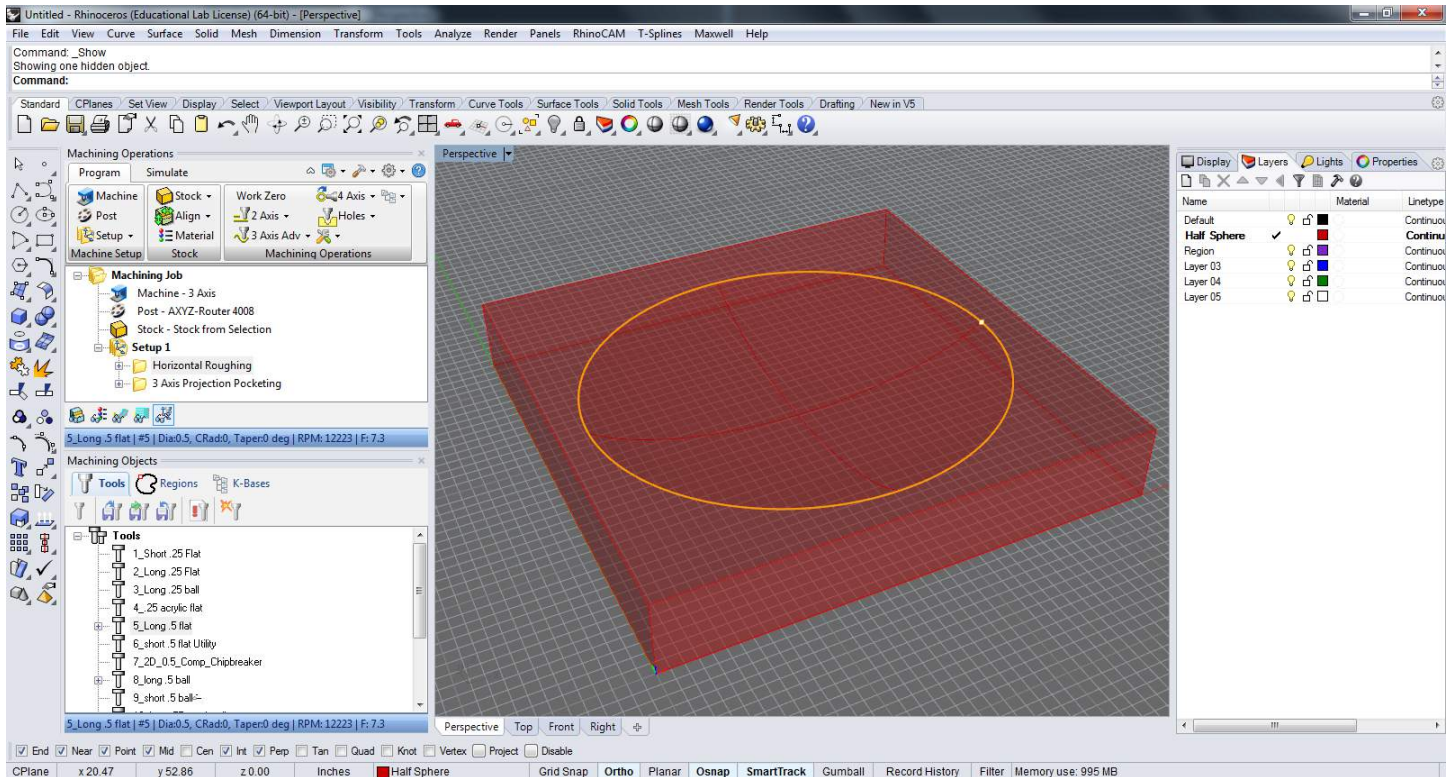 Untitled - Rhinoceros (Educational Lab License) (64-bit) - [Perspective]
File Edit View Curve Surface Solid Mesh Dimension Transform Tools Analyze Render Panels RhinoCAM T-Splines Maxwell Help
Command: _Show
Showing one hidden object.
Command:
Standard CPlanes Set View Display Select Viewport Layout Visibility Transform Curve Tools Surface Tools Solid Tools Mesh Tools Render Tools Drafting New in V5
Machining Operations
Program Simulate
Machine Stock Work Zero 4 Axis
Post Align 2 Axis Holes
Setup Material 3 Axis Adv
Machine Setup Stock Machining Operations
Machining Job
Machine - 3 Axis
Post - AXYZ-Router 4008
Stock - Stock from Selection
Setup 1
Horizontal Roughing
3 Axis Projection Pocketing
5_Long .5 flat | #5 | Dia:0.5, CRad:0, Taper:0 deg | RPM: 12223 | F: 7.3
Machining Objects
Tools Regions K-Bases
Tools
1_Short .25 Flat
2_Long .25 Flat
3_Long .25 ball
4_.25 acrylic flat
5_Long .5 flat
6_short .5 flat Utility
7_2D_0.5_Comp_Chipbreaker
8_long .5 ball
9_short .5 ball
5_Long .5 flat | #5 | Dia:0.5, CRad:0, Taper:0 deg | RPM: 12223 | F: 7.3
Perspective
Perspective Top Front Right
Display Layers Lights Properties
Name Material Linetype
Default Continuou
Half Sphere Continu
Region Continuou
Layer 03 Continuou
Layer 04 Continuou
Layer 05 Continuou
End Near Point Mid Cen Int Perp Tan Quad Knot Vertex Project Disable
CPlane x 20.47 y 52.86 z 0.00 Inches Half Sphere Grid Snap Ortho Planar Osnap SmartTrack Gumball Record History Filter Memory use: 995 MB